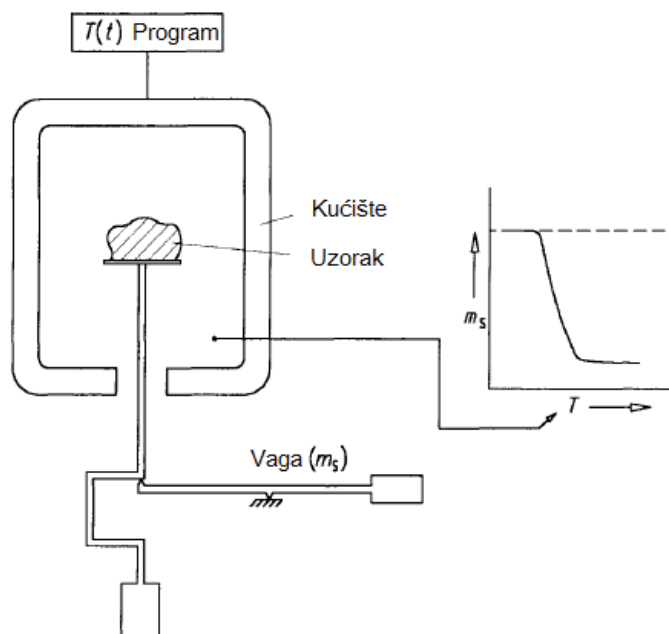 T(t) Program
Kućište
Uzorak
mₛ
T
Vaga (mₛ)